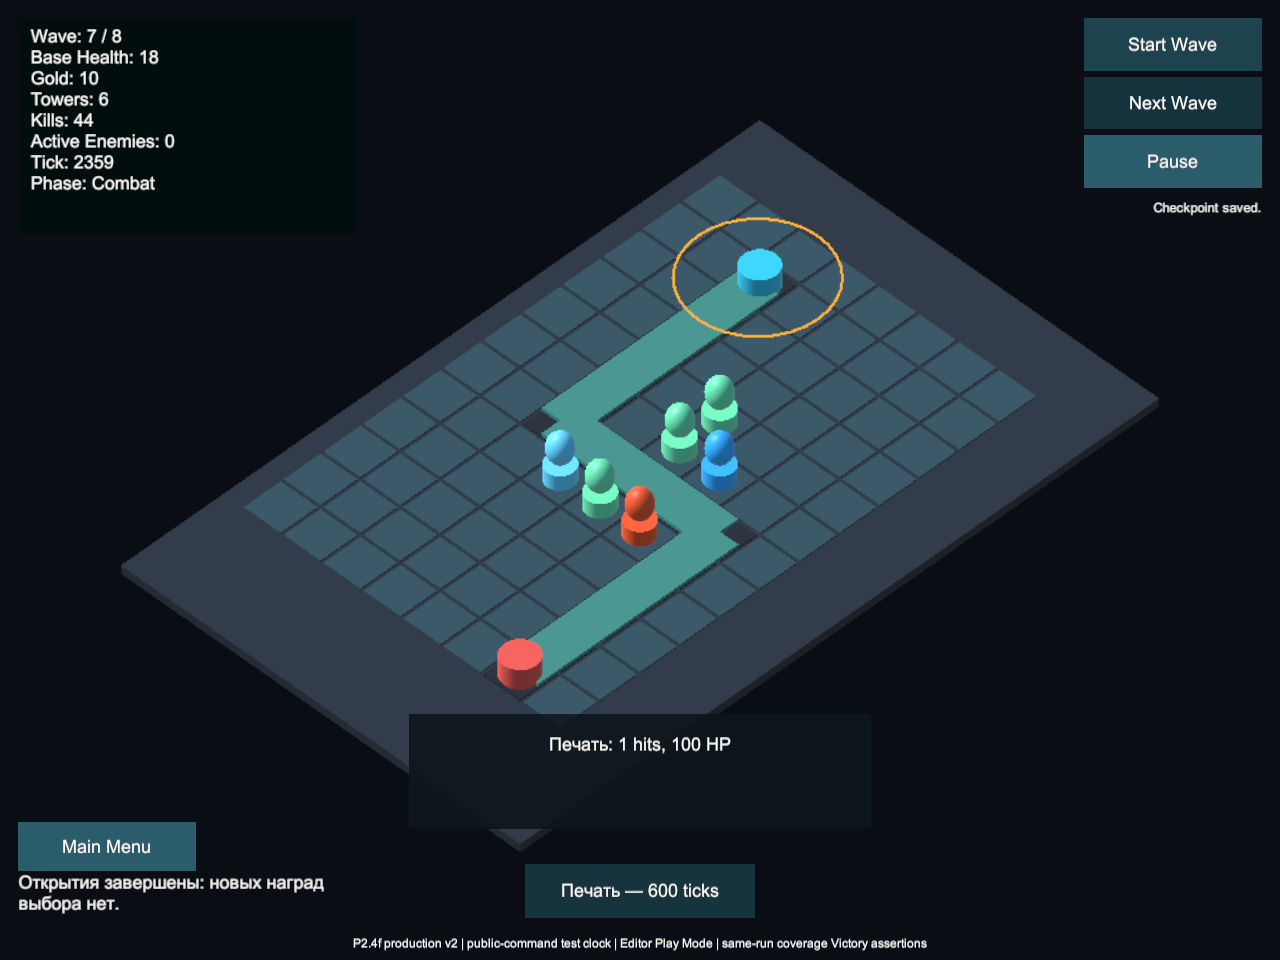 Wave: 7 / 8
Base Health: 18
Gold: 10
Towers: 6
Kills: 44
Active Enemies: 0
Tick: 2359
Phase: Combat
Start Wave
Next Wave
Pause
Checkpoint saved.
Печать: 1 hits, 100 HP
Main Menu
Открытия завершены: новых наград
выбора нет.
Печать — 600 ticks
P2.4f production v2 | public-command test clock | Editor Play Mode | same-run coverage Victory assertions